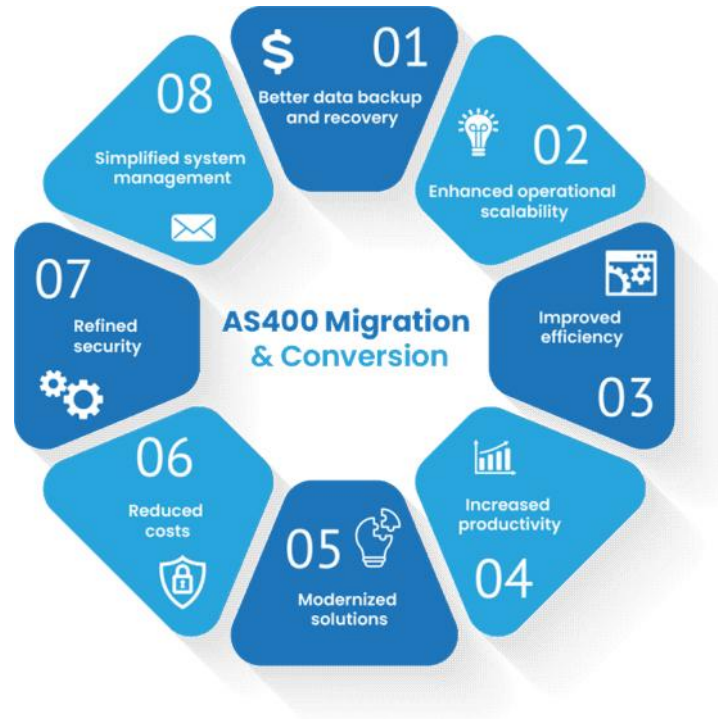 AS400 Migration
& Conversion
$
01
Better data backup
and recovery
02
Enhanced operational
scalability
Improved
efficiency
03
Increased
productivity
04
05
Modernized
solutions
06
Reduced
costs
07
Refined
security
08
Simplified system
management